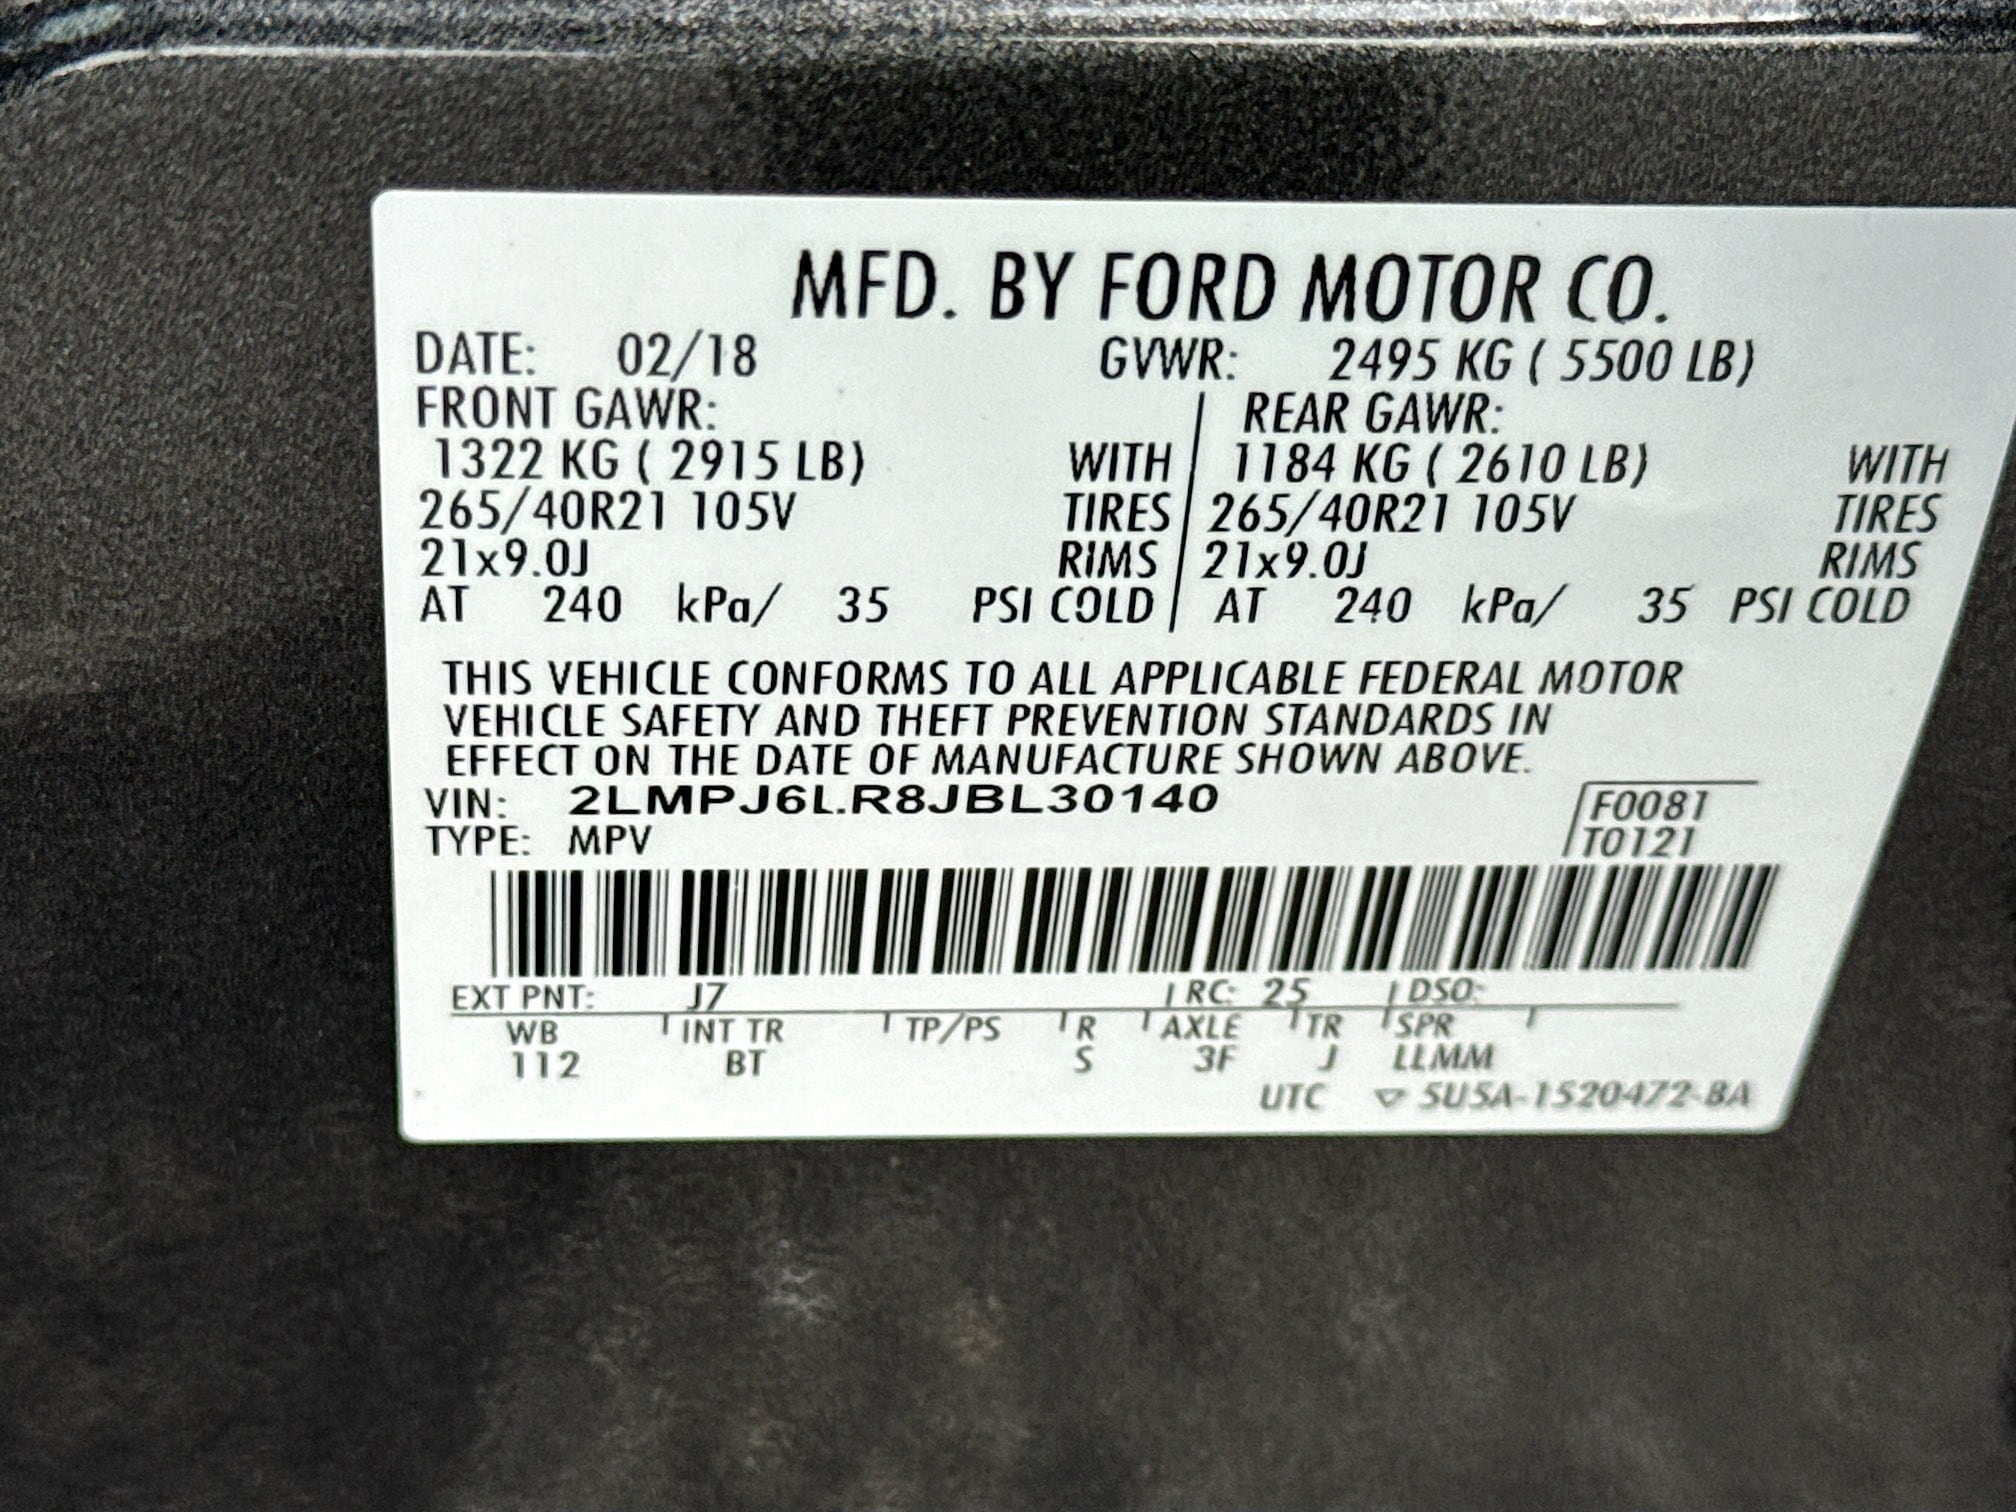 MFD. BY FORD MOTOR CO.
DATE: 02/18 GVWR: 2495 KG ( 5500 LB)
FRONT GAWR: REAR GAWR:
1322 KG ( 2915 LB) WITH 1184 KG ( 2610 LB) WITH
265/40R21 105V TIRES 265/40R21 105V TIRES
21x9.0J RIMS 21x9.0J RIMS
AT 240 kPa/ 35 PSI COLD AT 240 kPa/ 35 PSI COLD
THIS VEHICLE CONFORMS TO ALL APPLICABLE FEDERAL MOTOR
VEHICLE SAFETY AND THEFT PREVENTION STANDARDS IN
EFFECT ON THE DATE OF MANUFACTURE SHOWN ABOVE.
VIN: 2LMPJ6LR8JBL30140 F0081
TYPE: MPV T0121
EXT PNT: J7 RC: 25 DSO:
WB INT TR TP/PS R AXLE TR SPR
112 BT S 3F J LLMM
UTC ▽ 5U5A-1520472-BA